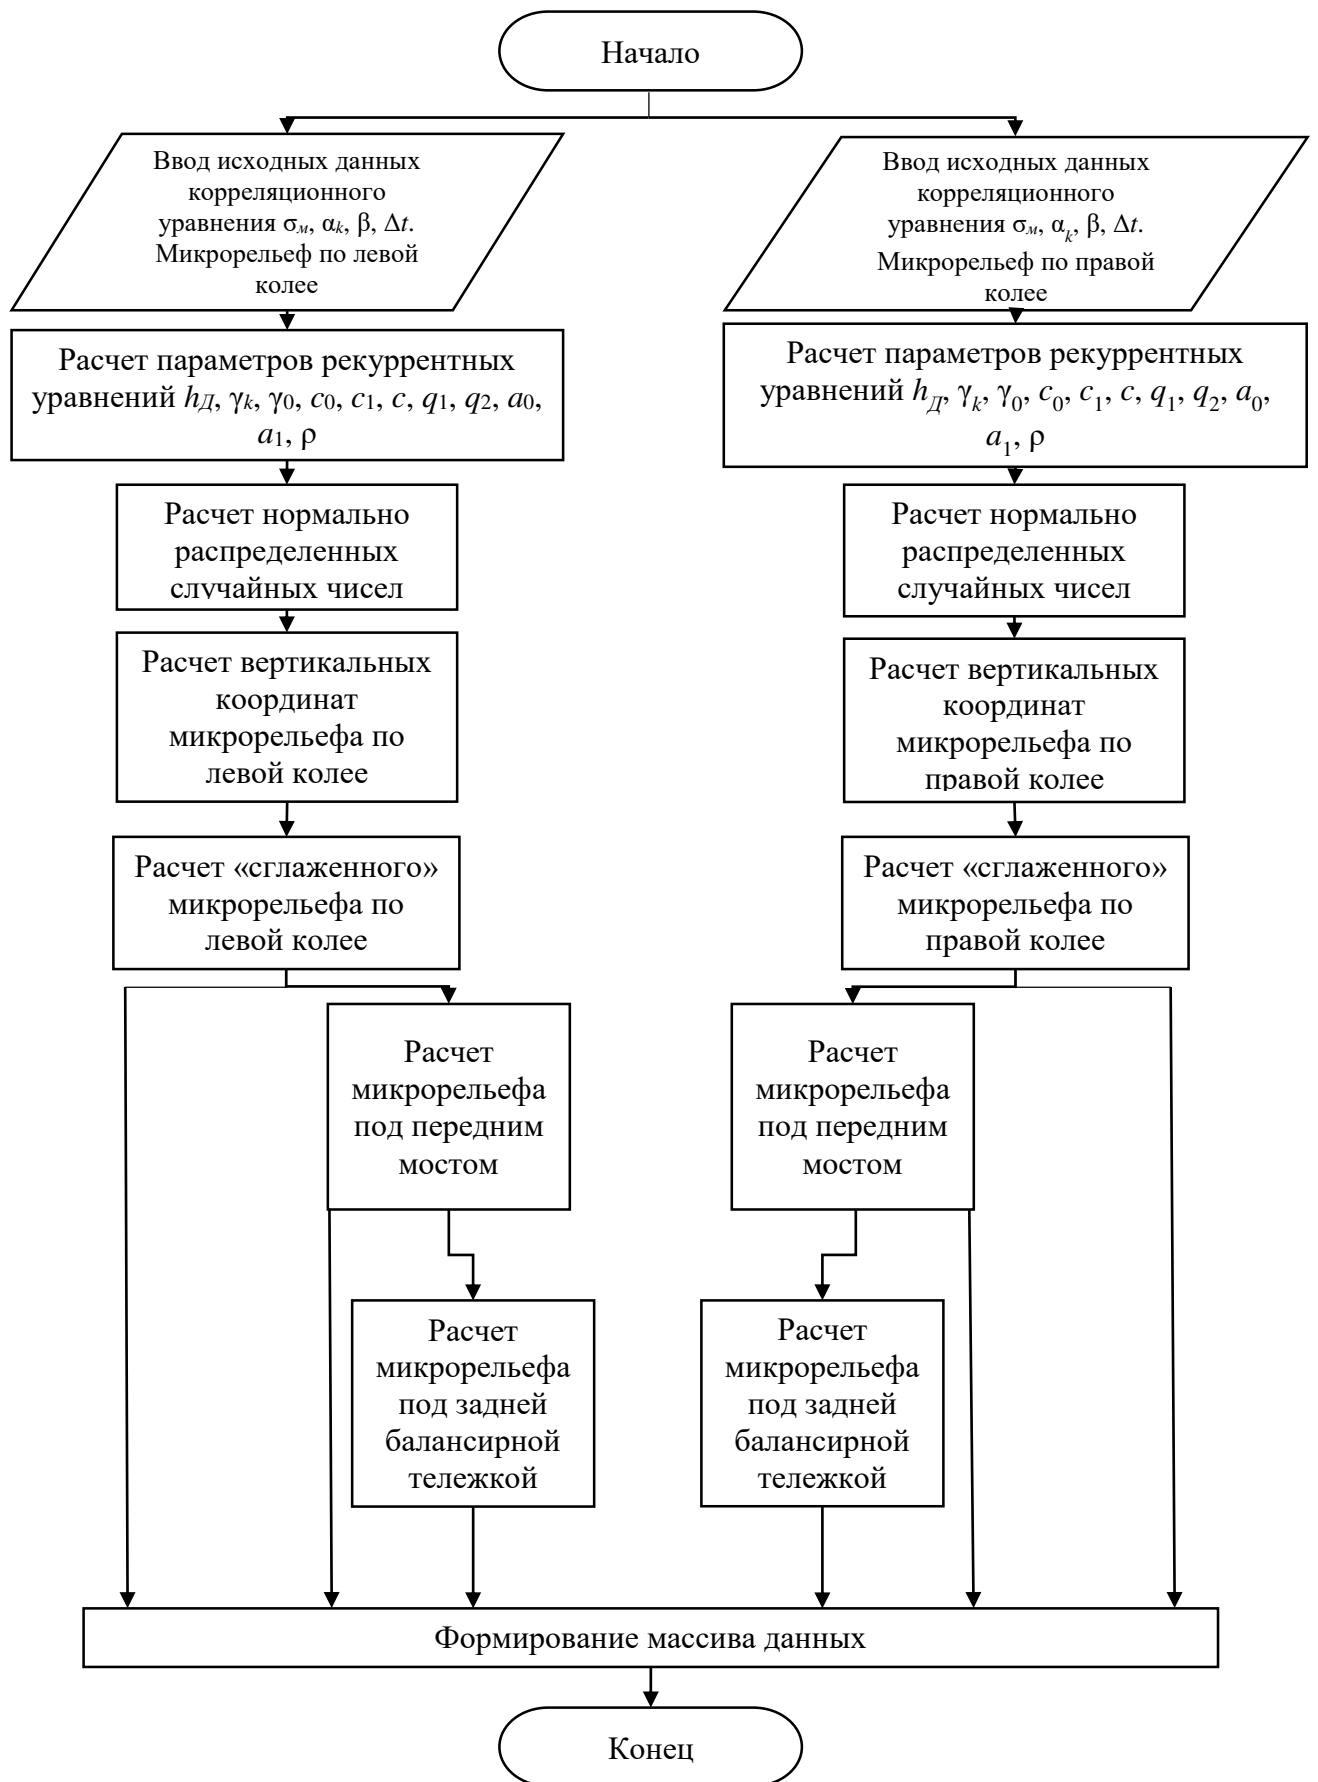 Начало
Ввод исходных данных
корреляционного
уравнения σм, αk, β, Δt.
Микрорельеф по левой
колее
Ввод исходных данных
корреляционного
уравнения σм, αk, β, Δt.
Микрорельеф по правой
колее
Расчет параметров рекуррентных
уравнений hД, γk, γ0, c0, c1, c, q1, q2, a0,
a1, ρ
Расчет параметров рекуррентных
уравнений hД, γk, γ0, c0, c1, c, q1, q2, a0,
a1, ρ
Расчет нормально
распределенных
случайных чисел
Расчет нормально
распределенных
случайных чисел
Расчет вертикальных
координат
микрорельефа по
левой колее
Расчет вертикальных
координат
микрорельефа по
правой колее
Расчет «сглаженного»
микрорельефа по
левой колее
Расчет «сглаженного»
микрорельефа по
правой колее
Расчет
микрорельефа
под передним
мостом
Расчет
микрорельефа
под передним
мостом
Расчет
микрорельефа
под задней
балансирной
тележкой
Расчет
микрорельефа
под задней
балансирной
тележкой
Формирование массива данных
Конец